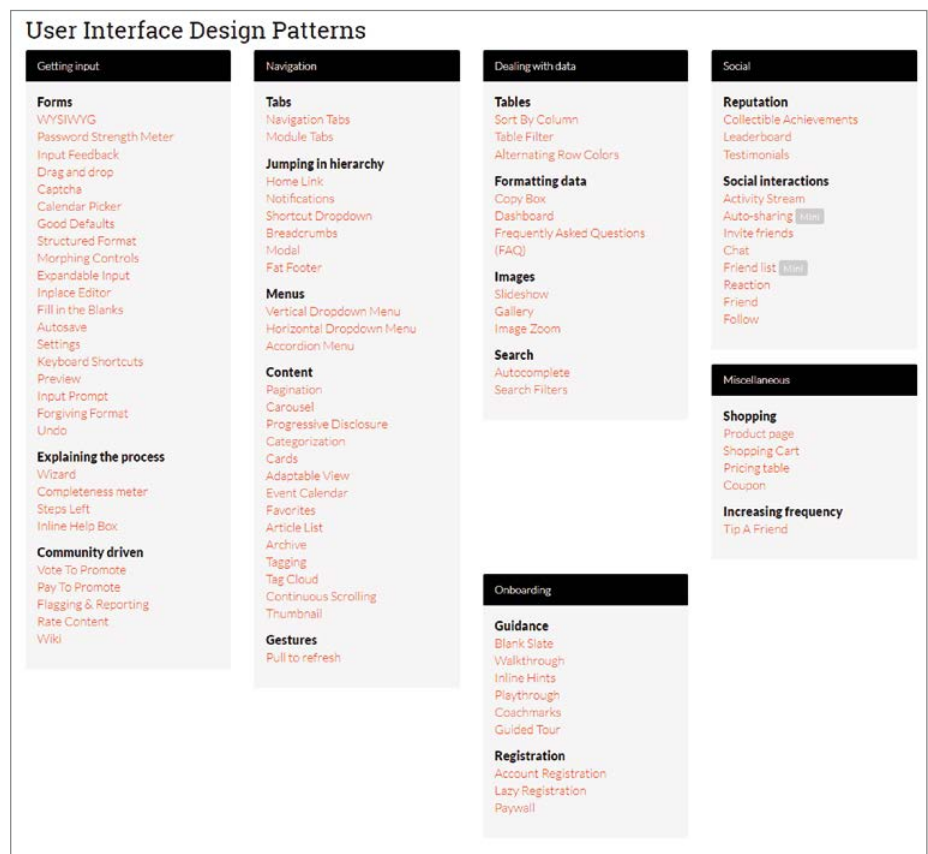 User Interface Design Patterns
Getting input
Forms
WYSIWYG
Password Strength Meter
Input Feedback
Drag and drop
Captcha
Calendar Picker
Good Defaults
Structured Format
Morphing Controls
Expandable Input
Inplace Editor
Fill in the Blanks
Autosave
Settings
Keyboard Shortcuts
Preview
Input Prompt
Forgiving Format
Undo
Explaining the process
Wizard
Completeness meter
Steps Left
Inline Help Box
Community driven
Vote To Promote
Pay To Promote
Flagging & Reporting
Rate Content
Wiki
Navigation
Tabs
Navigation Tabs
Module Tabs
Jumping in hierarchy
Home Link
Notifications
Shortcut Dropdown
Breadcrumbs
Modal
Fat Footer
Menus
Vertical Dropdown Menu
Horizontal Dropdown Menu
Accordion Menu
Content
Pagination
Carousel
Progressive Disclosure
Categorization
Cards
Adaptable View
Event Calendar
Favorites
Article List
Archive
Tagging
Tag Cloud
Continuous Scrolling
Thumbnail
Gestures
Pull to refresh
Dealing with data
Tables
Sort By Column
Table Filter
Alternating Row Colors
Formatting data
Copy Box
Dashboard
Frequently Asked Questions
(FAQ)
Images
Slideshow
Gallery
Image Zoom
Search
Autocomplete
Search Filters
Onboarding
Guidance
Blank Slate
Walkthrough
Inline Hints
Playthrough
Coachmarks
Guided Tour
Registration
Account Registration
Lazy Registration
Paywall
Social
Reputation
Collectible Achievements
Leaderboard
Testimonials
Social interactions
Activity Stream
Auto-sharing Mini
Invite friends
Chat
Friend list Mini
Reaction
Friend
Follow
Miscellaneous
Shopping
Product page
Shopping Cart
Pricing table
Coupon
Increasing frequency
Tip A Friend